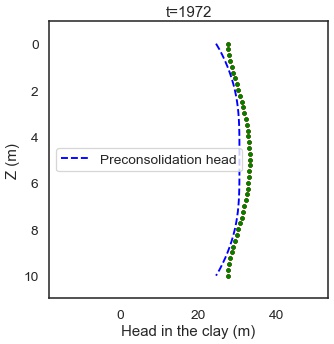 t=1972
0
2
4
Preconsolidation head
6
8
10
Z (m)
0 20 40
Head in the clay (m)